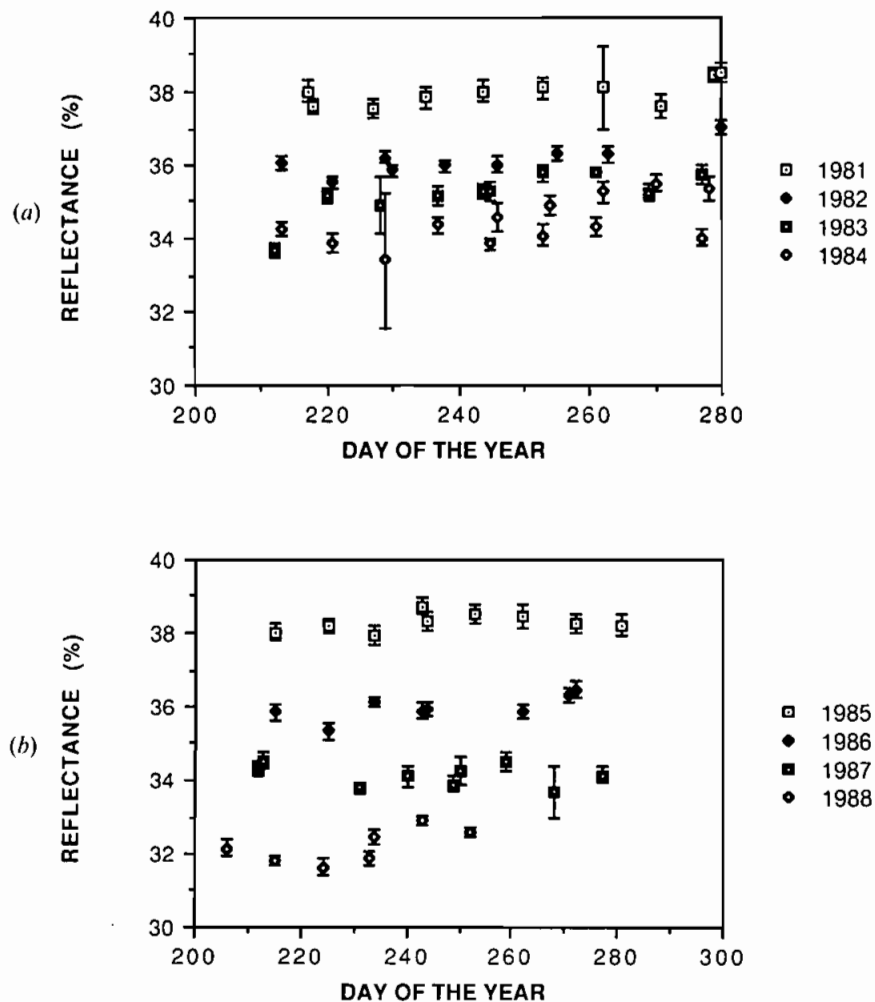 (a)
REFLECTANCE (%)
40
38
36
34
32
30
200 220 240 260 280
DAY OF THE YEAR
1981
1982
1983
1984
(b)
REFLECTANCE (%)
40
38
36
34
32
30
200 220 240 260 280 300
DAY OF THE YEAR
1985
1986
1987
1988